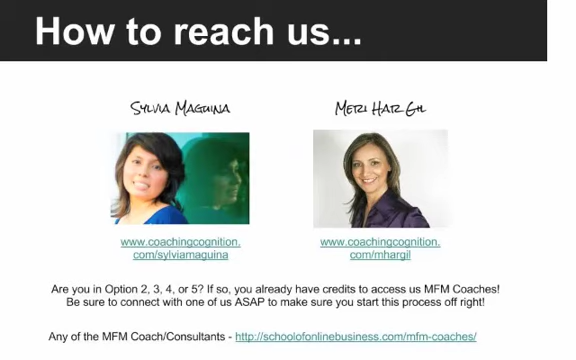 How to reach us...
Sylvia Maguina
Meri Har Gil
www.coachingcognition.
com/sylviamaguina
www.coachingcognition.
com/mhargil
Are you in Option 2, 3, 4, or 5? If so, you already have credits to access us MFM Coaches!
Be sure to connect with one of us ASAP to make sure you start this process off right!
Any of the MFM Coach/Consultants - http://schoolofonlinebusiness.com/mfm-coaches/